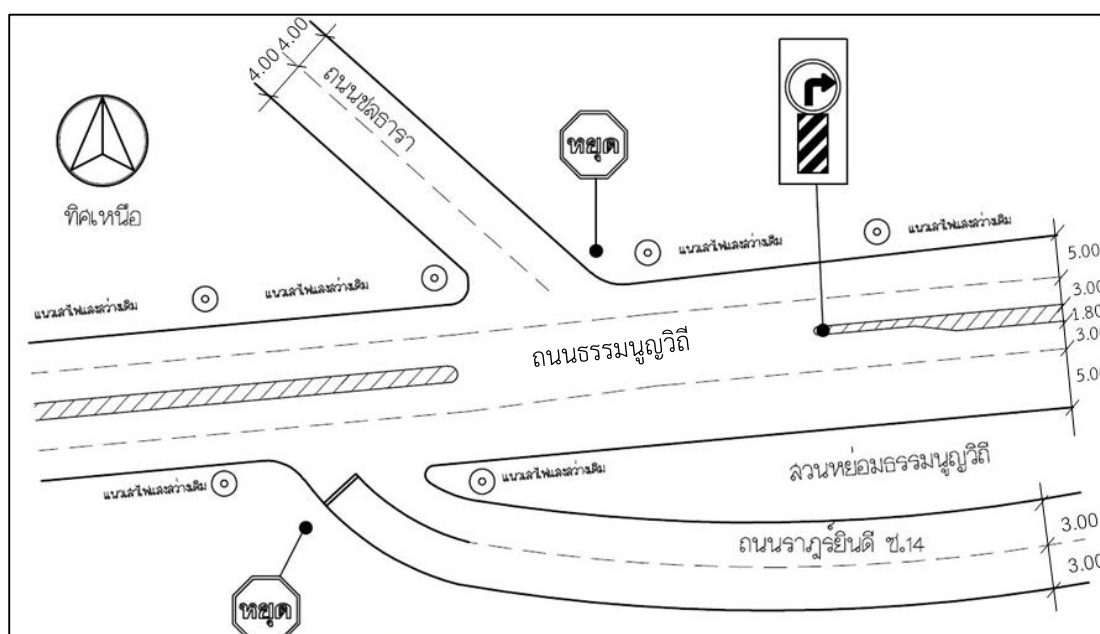 4.00
4.00
ถนนชลธารา
หยุด
ทิศเหนือ
แนวเสาไฟแสงสว่างเดิม
แนวเสาไฟแสงสว่างเดิม
แนวเสาไฟแสงสว่างเดิม
แนวเสาไฟแสงสว่างเดิม
5.00
3.00
1.80
3.00
5.00
ถนนธรรมนูญวิถี
สวนหย่อมธรรมนูญวิถี
แนวเสาไฟแสงสว่างเดิม
แนวเสาไฟแสงสว่างเดิม
ถนนราฎร์ยินดี ซ.14
3.00
3.00
หยุด